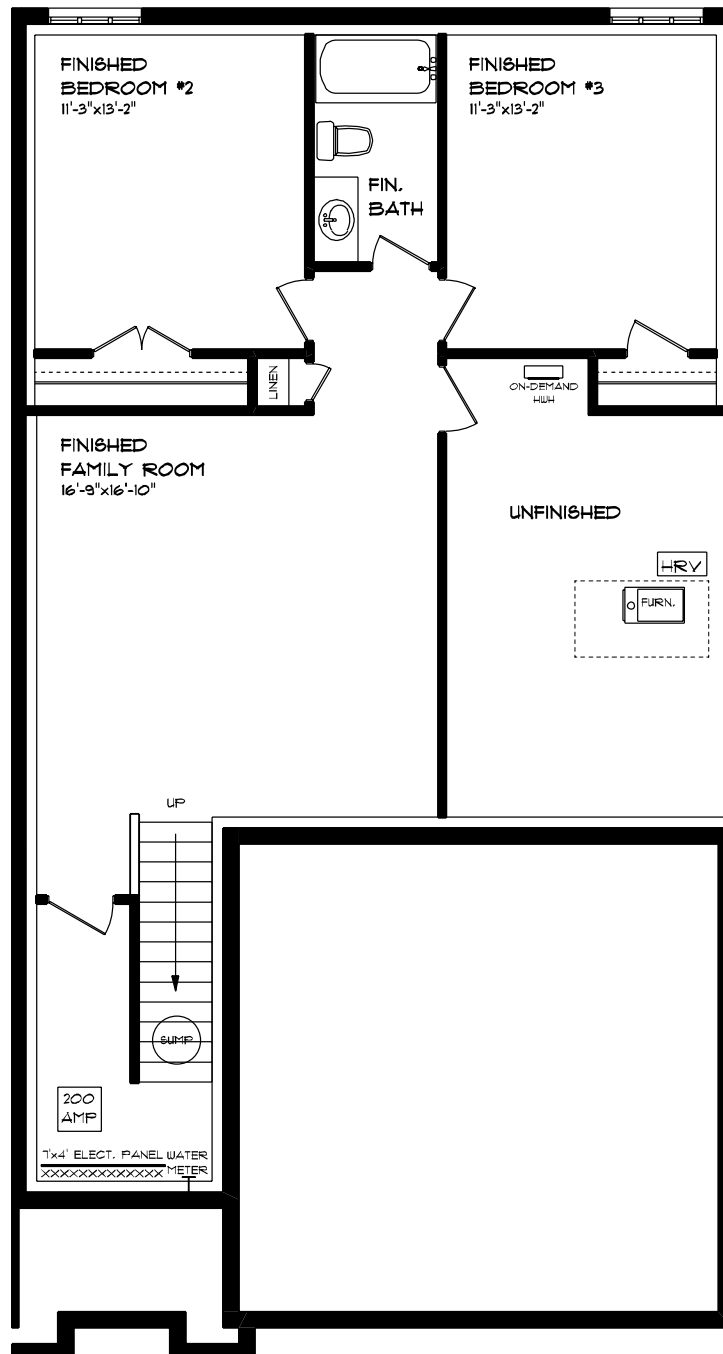 FINISHED
BEDROOM #2
11'-3"x13'-2"
FINISHED
BEDROOM #3
11'-3"x13'-2"
FIN.
BATH
LINEN
ON-DEMAND
HWH
FINISHED
FAMILY ROOM
16'-9"x16'-10"
UNFINISHED
HRV
FURN.
UP
SUMP
200
AMP
7'x4' ELECT. PANEL WATER
METER